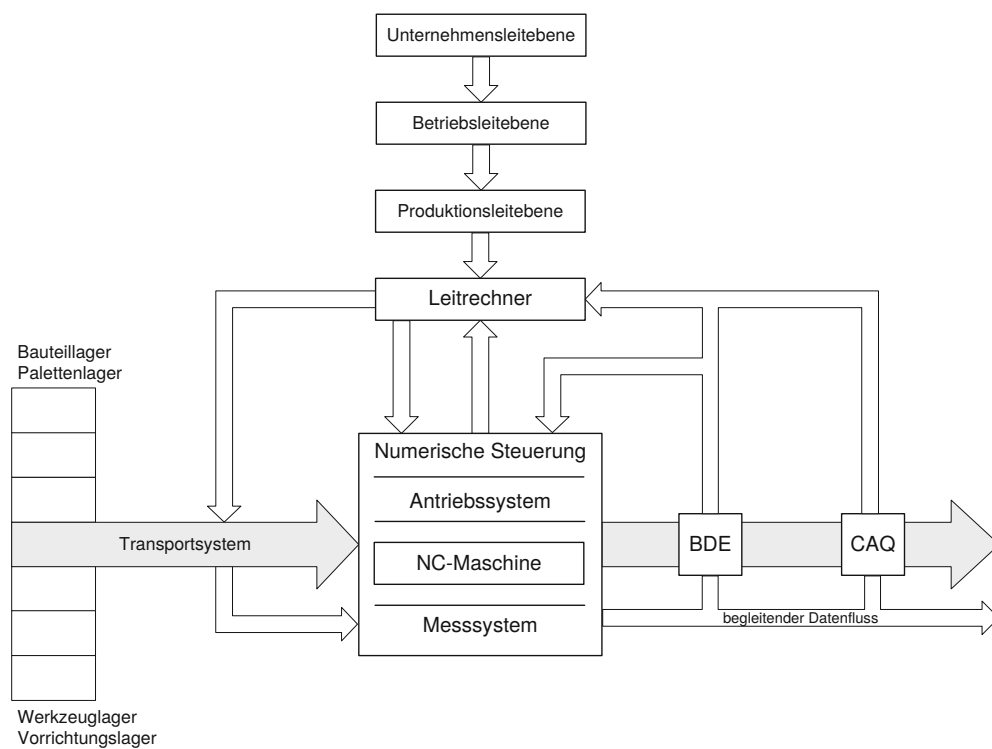 Unternehmensleitebene
Betriebsleitebene
Produktionsleitebene
Leitrechner
Bauteillager
Palettenlager
Numerische Steuerung
Antriebssystem
Transportsystem
NC-Maschine
BDE
CAQ
Messsystem
begleitender Datenfluss
Werkzeuglager
Vorrichtungslager